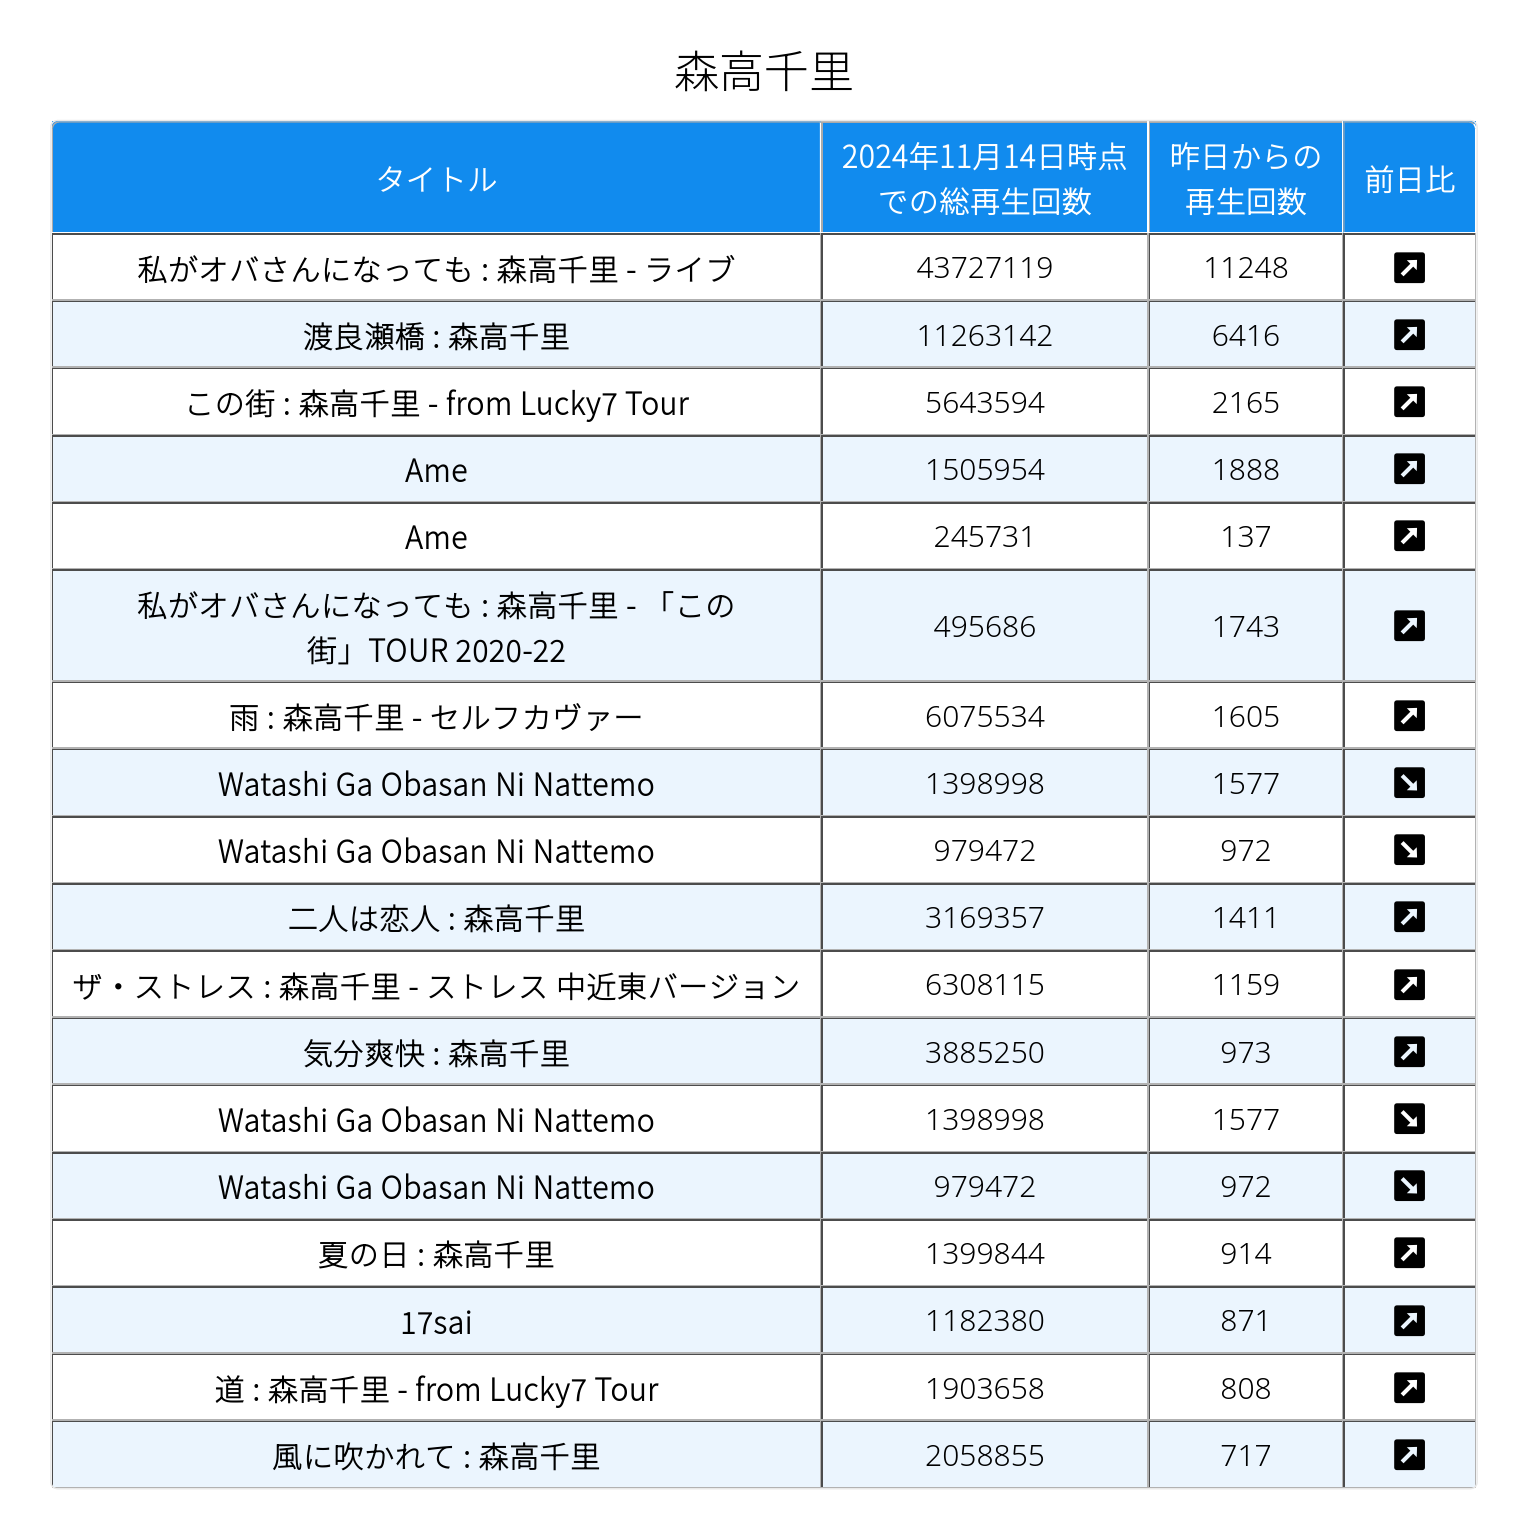 森高千里
タイトル
2024年11月14日時点
での総再生回数
昨日からの
再生回数
前日比
私がオバさんになっても : 森高千里 - ライブ 43727119 11248 ↗
渡良瀬橋 : 森高千里 11263142 6416 ↗
この街 : 森高千里 - from Lucky7 Tour 5643594 2165 ↗
Ame 1505954 1888 ↗
Ame 245731 137 ↗
私がオバさんになっても : 森高千里 - 「この
街」TOUR 2020-22 495686 1743 ↗
雨 : 森高千里 - セルフカヴァー 6075534 1605 ↗
Watashi Ga Obasan Ni Nattemo 1398998 1577 ↘
Watashi Ga Obasan Ni Nattemo 979472 972 ↘
二人は恋人 : 森高千里 3169357 1411 ↗
ザ・ストレス : 森高千里 - ストレス 中近東バージョン 6308115 1159 ↗
気分爽快 : 森高千里 3885250 973 ↗
Watashi Ga Obasan Ni Nattemo 1398998 1577 ↘
Watashi Ga Obasan Ni Nattemo 979472 972 ↘
夏の日 : 森高千里 1399844 914 ↗
17sai 1182380 871 ↗
道 : 森高千里 - from Lucky7 Tour 1903658 808 ↗
風に吹かれて : 森高千里 2058855 717 ↗